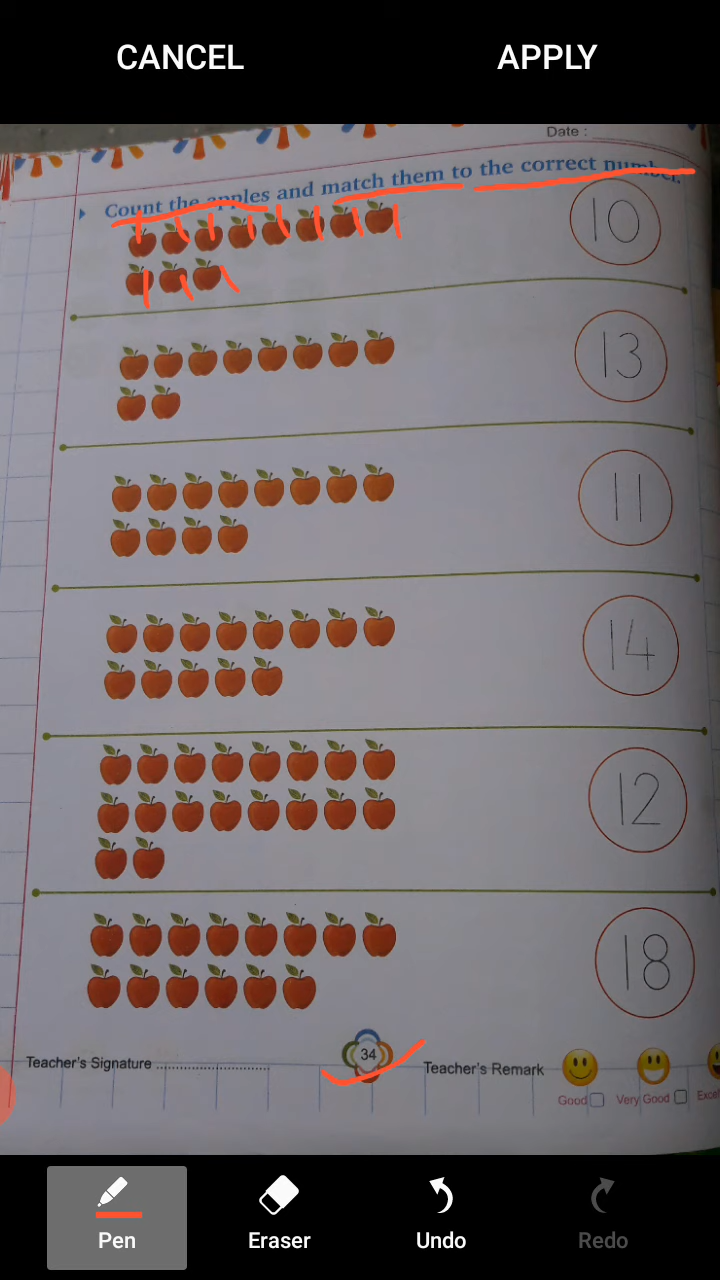 CANCEL APPLY
Date :
Count the apples and match them to the correct number.
10
13
11
14
12
18
Teacher's Signature ........................... 34 Teacher's Remark
Good Very Good
Pen Eraser Undo Redo